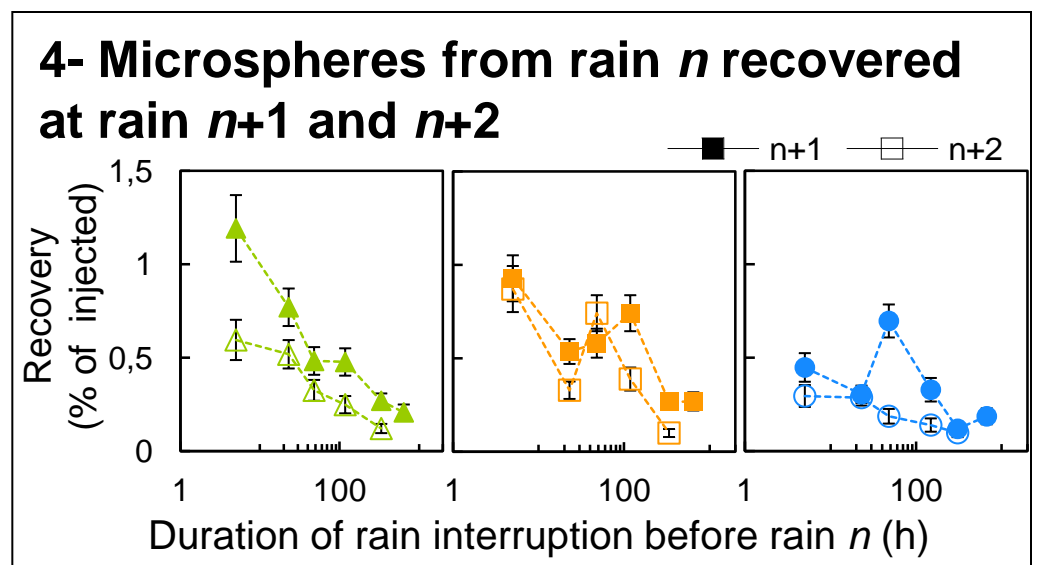 4- Microspheres from rain n recovered
at rain n+1 and n+2
n+1 n+2
Recovery
(% of injected)
1,5
1
0,5
0
1 100 1 100 1 100
Duration of rain interruption before rain n (h)